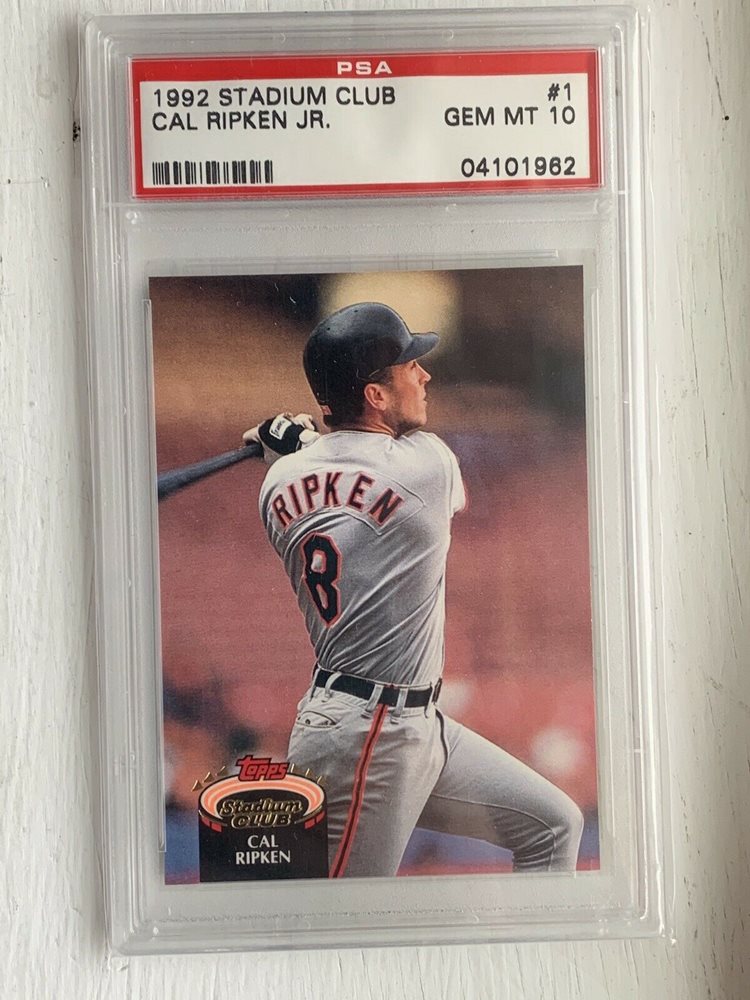 PSA
1992 STADIUM CLUB #1
CAL RIPKEN JR. GEM MT 10
04101962
RIPKEN
8
Topps
Stadium
CLUB
CAL
RIPKEN